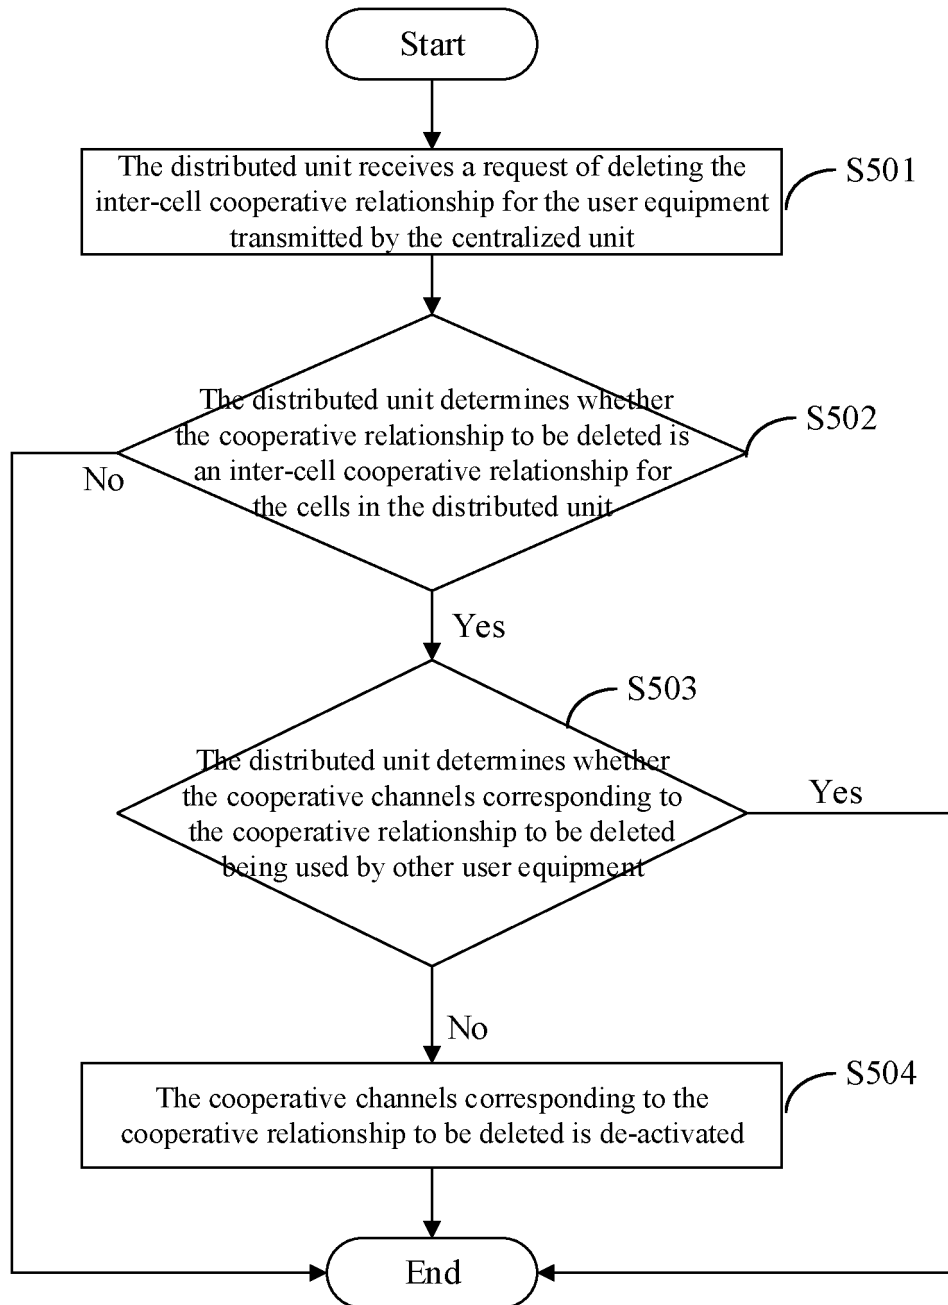 Start
The distributed unit receives a request of deleting the
inter-cell cooperative relationship for the user equipment
transmitted by the centralized unit
S501
The distributed unit determines whether
the cooperative relationship to be deleted is
an inter-cell cooperative relationship for
the cells in the distributed unit
S502
No
Yes
S503
The distributed unit determines whether
the cooperative channels corresponding to
the cooperative relationship to be deleted
being used by other user equipment
Yes
No
S504
The cooperative channels corresponding to the
cooperative relationship to be deleted is de-activated
End